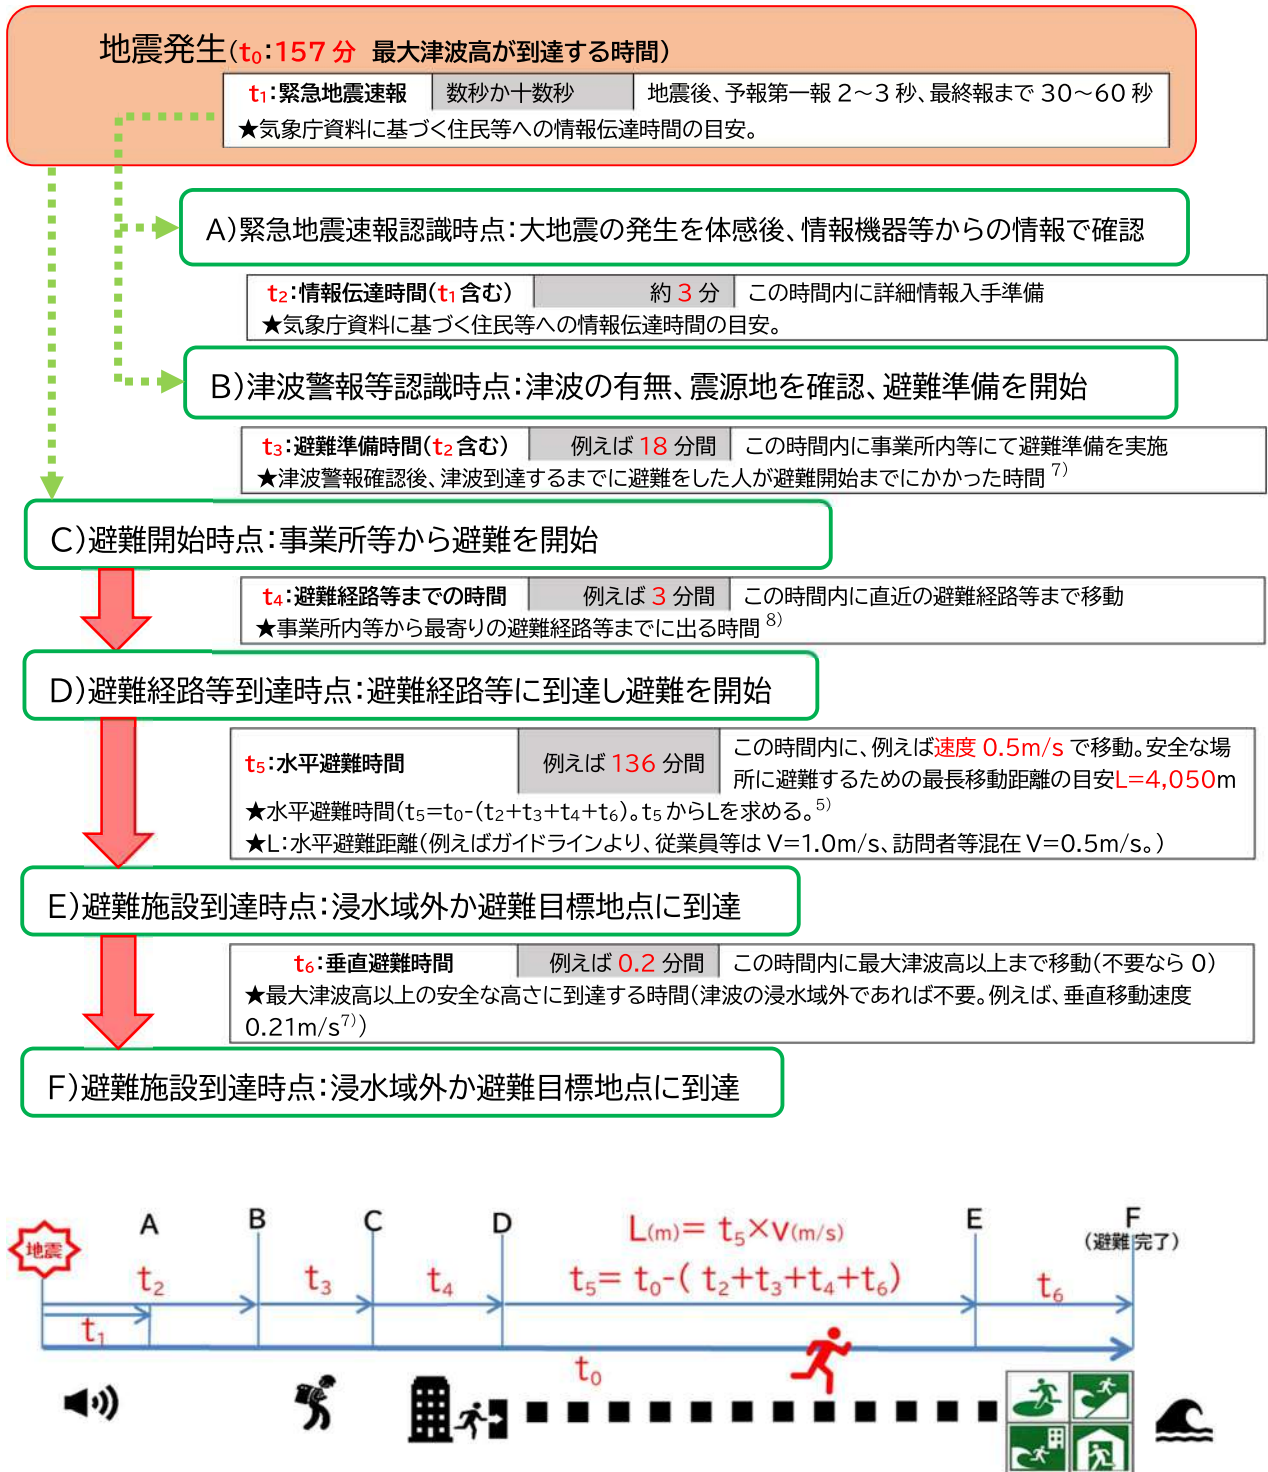 地震発生(t₀:157分 最大津波高が到達する時間)
t₁:緊急地震速報 数秒か十数秒 地震後、予報第一報2～3秒、最終報まで30～60秒
★気象庁資料に基づく住民等への情報伝達時間の目安。
A)緊急地震速報認識時点:大地震の発生を体感後、情報機器等からの情報で確認
t₂:情報伝達時間(t₁含む) 約3分 この時間内に詳細情報入手準備
★気象庁資料に基づく住民等への情報伝達時間の目安。
B)津波警報等認識時点:津波の有無、震源地を確認、避難準備を開始
t₃:避難準備時間(t₂含む) 例えば18分間 この時間内に事業所内等にて避難準備を実施
★津波警報確認後、津波到達するまでに避難をした人が避難開始までにかかった時間7)
C)避難開始時点:事業所等から避難を開始
t₄:避難経路等までの時間 例えば3分間 この時間内に直近の避難経路等まで移動
★事業所内等から最寄りの避難経路等までに出る時間8)
D)避難経路等到達時点:避難経路等に到達し避難を開始
t₅:水平避難時間 例えば136分間 この時間内に、例えば速度0.5m/sで移動。安全な場
所に避難するための最長移動距離の目安L=4,050m
★水平避難時間(t₅=t₀-(t₂+t₃+t₄+t₆)。t₅からLを求める。5)
★L:水平避難距離(例えばガイドラインより、従業員等はV=1.0m/s、訪問者等混在V=0.5m/s。)
E)避難施設到達時点:浸水域外か避難目標地点に到達
t₆:垂直避難時間 例えば0.2分間 この時間内に最大津波高以上まで移動(不要なら0)
★最大津波高以上の安全な高さに到達する時間(津波の浸水域外であれば不要。例えば、垂直移動速度
0.21m/s7))
F)避難施設到達時点:浸水域外か避難目標地点に到達
A B C D L(m)= t₅×v(m/s) E F
(避難完了)
地震
t₂ t₃ t₄ t₅= t₀-( t₂+t₃+t₄+t₆) t₆
t₁
t₀